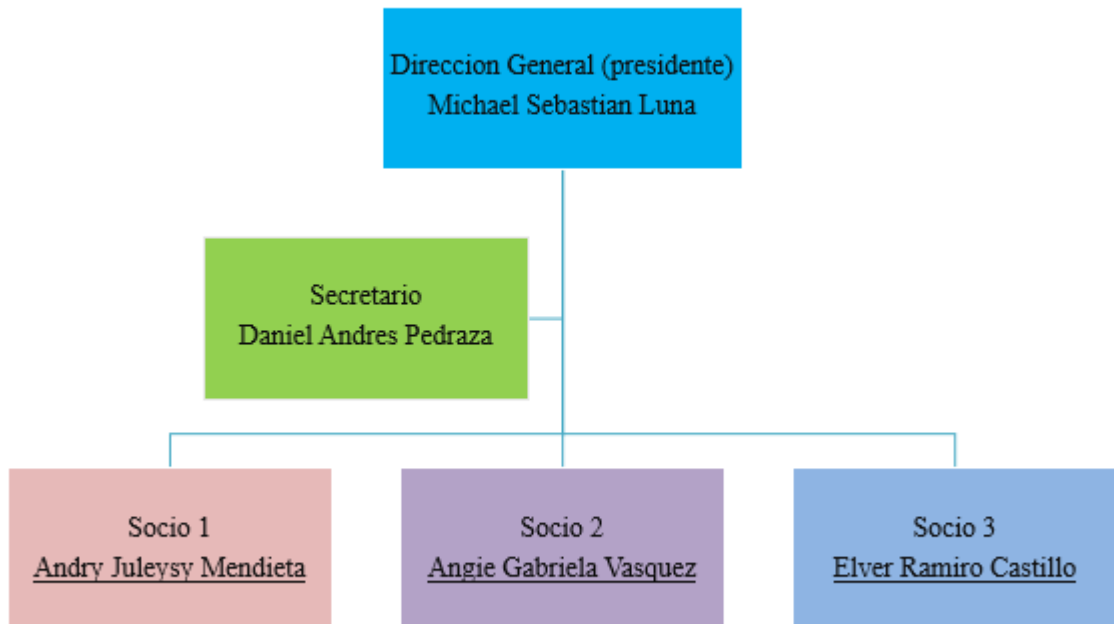 Direccion General (presidente)
Michael Sebastian Luna
Secretario
Daniel Andres Pedraza
Socio 1
Andry Juleysy Mendieta
Socio 2
Angie Gabriela Vasquez
Socio 3
Elver Ramiro Castillo